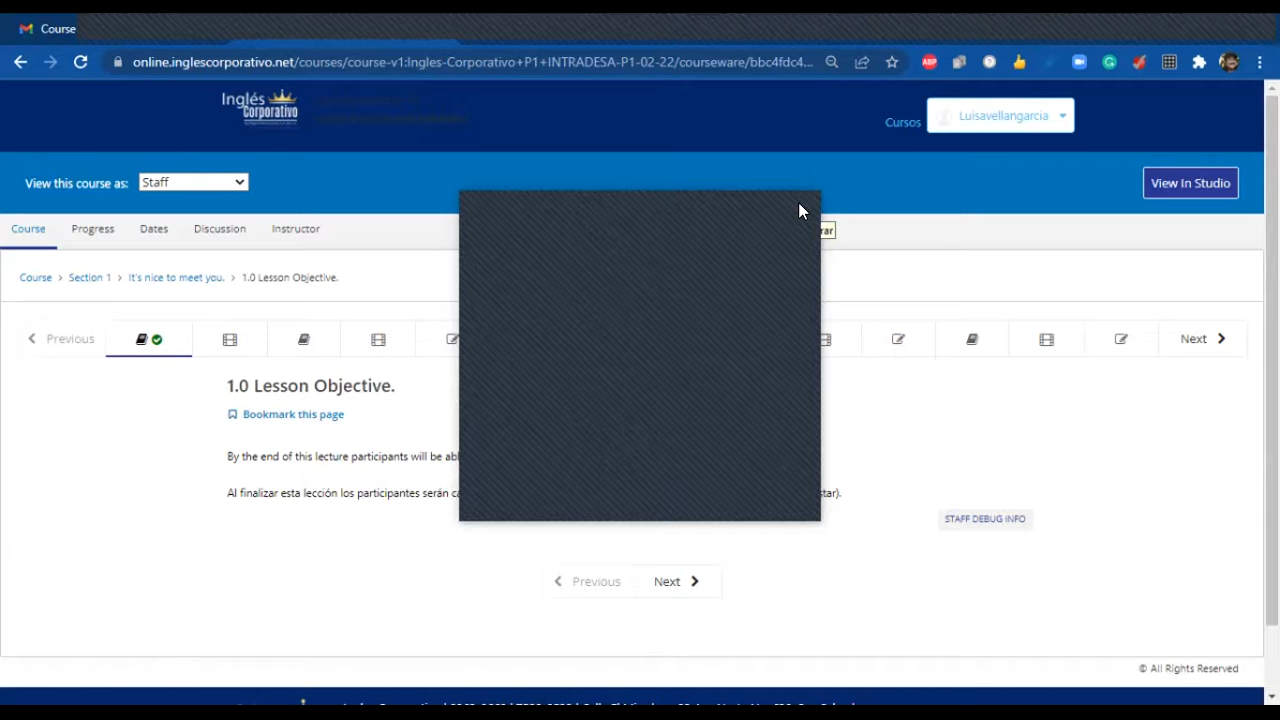 Course
online.inglescorporativo.net/courses/course-v1:Ingles-Corporativo+P1+INTRADESA-P1-02-22/courseware/bbc4fdc4...
ABP
Inglés
Corporativo
Cursos
Luisavellangarcia
View this course as:
Staff
View In Studio
Course
Progress
Dates
Discussion
Instructor
rar
Course > Section 1 > It's nice to meet you. > 1.0 Lesson Objective.
Previous
Next
1.0 Lesson Objective.
Bookmark this page
By the end of this lecture participants will be abl
Al finalizar esta lección los participantes serán ca
tar).
STAFF DEBUG INFO
Previous
Next
© All Rights Reserved